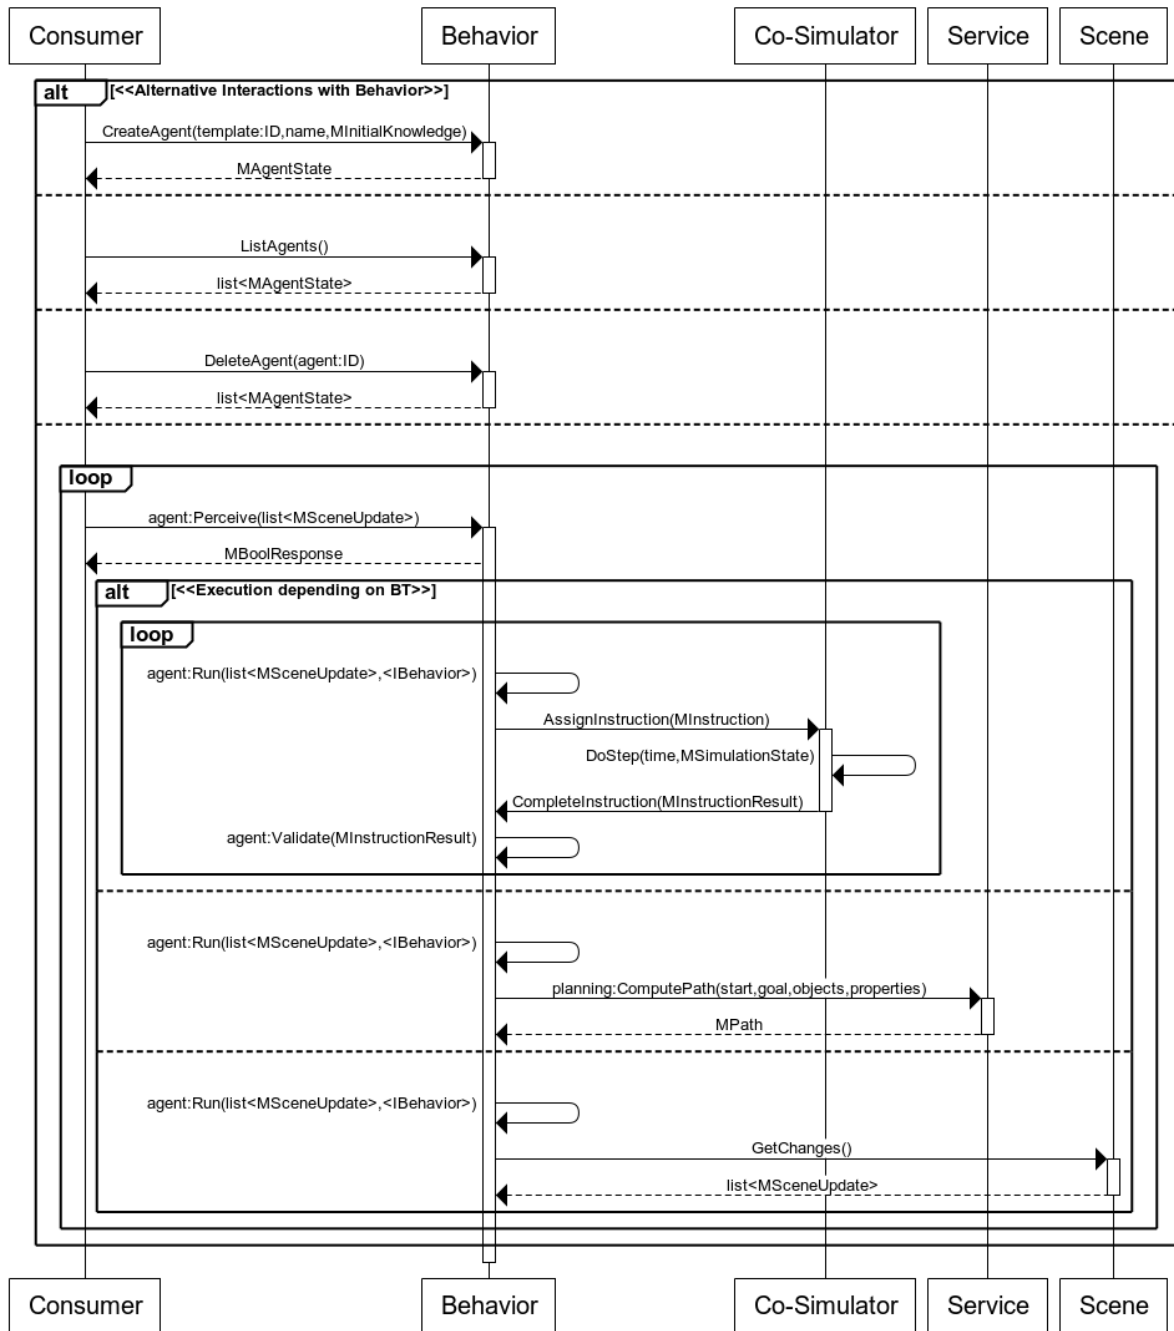 Consumer
Behavior
Co-Simulator
Service
Scene
alt
[<<Alternative Interactions with Behavior>>]
CreateAgent(template:ID,name,MInitialKnowledge)
MAgentState
ListAgents()
list<MAgentState>
DeleteAgent(agent:ID)
list<MAgentState>
loop
agent:Perceive(list<MSceneUpdate>)
MBoolResponse
alt
[<<Execution depending on BT>>]
loop
agent:Run(list<MSceneUpdate>,<IBehavior>)
AssignInstruction(MInstruction)
DoStep(time,MSimulationState)
CompleteInstruction(MInstructionResult)
agent:Validate(MInstructionResult)
agent:Run(list<MSceneUpdate>,<IBehavior>)
planning:ComputePath(start,goal,objects,properties)
MPath
agent:Run(list<MSceneUpdate>,<IBehavior>)
GetChanges()
list<MSceneUpdate>
Consumer
Behavior
Co-Simulator
Service
Scene